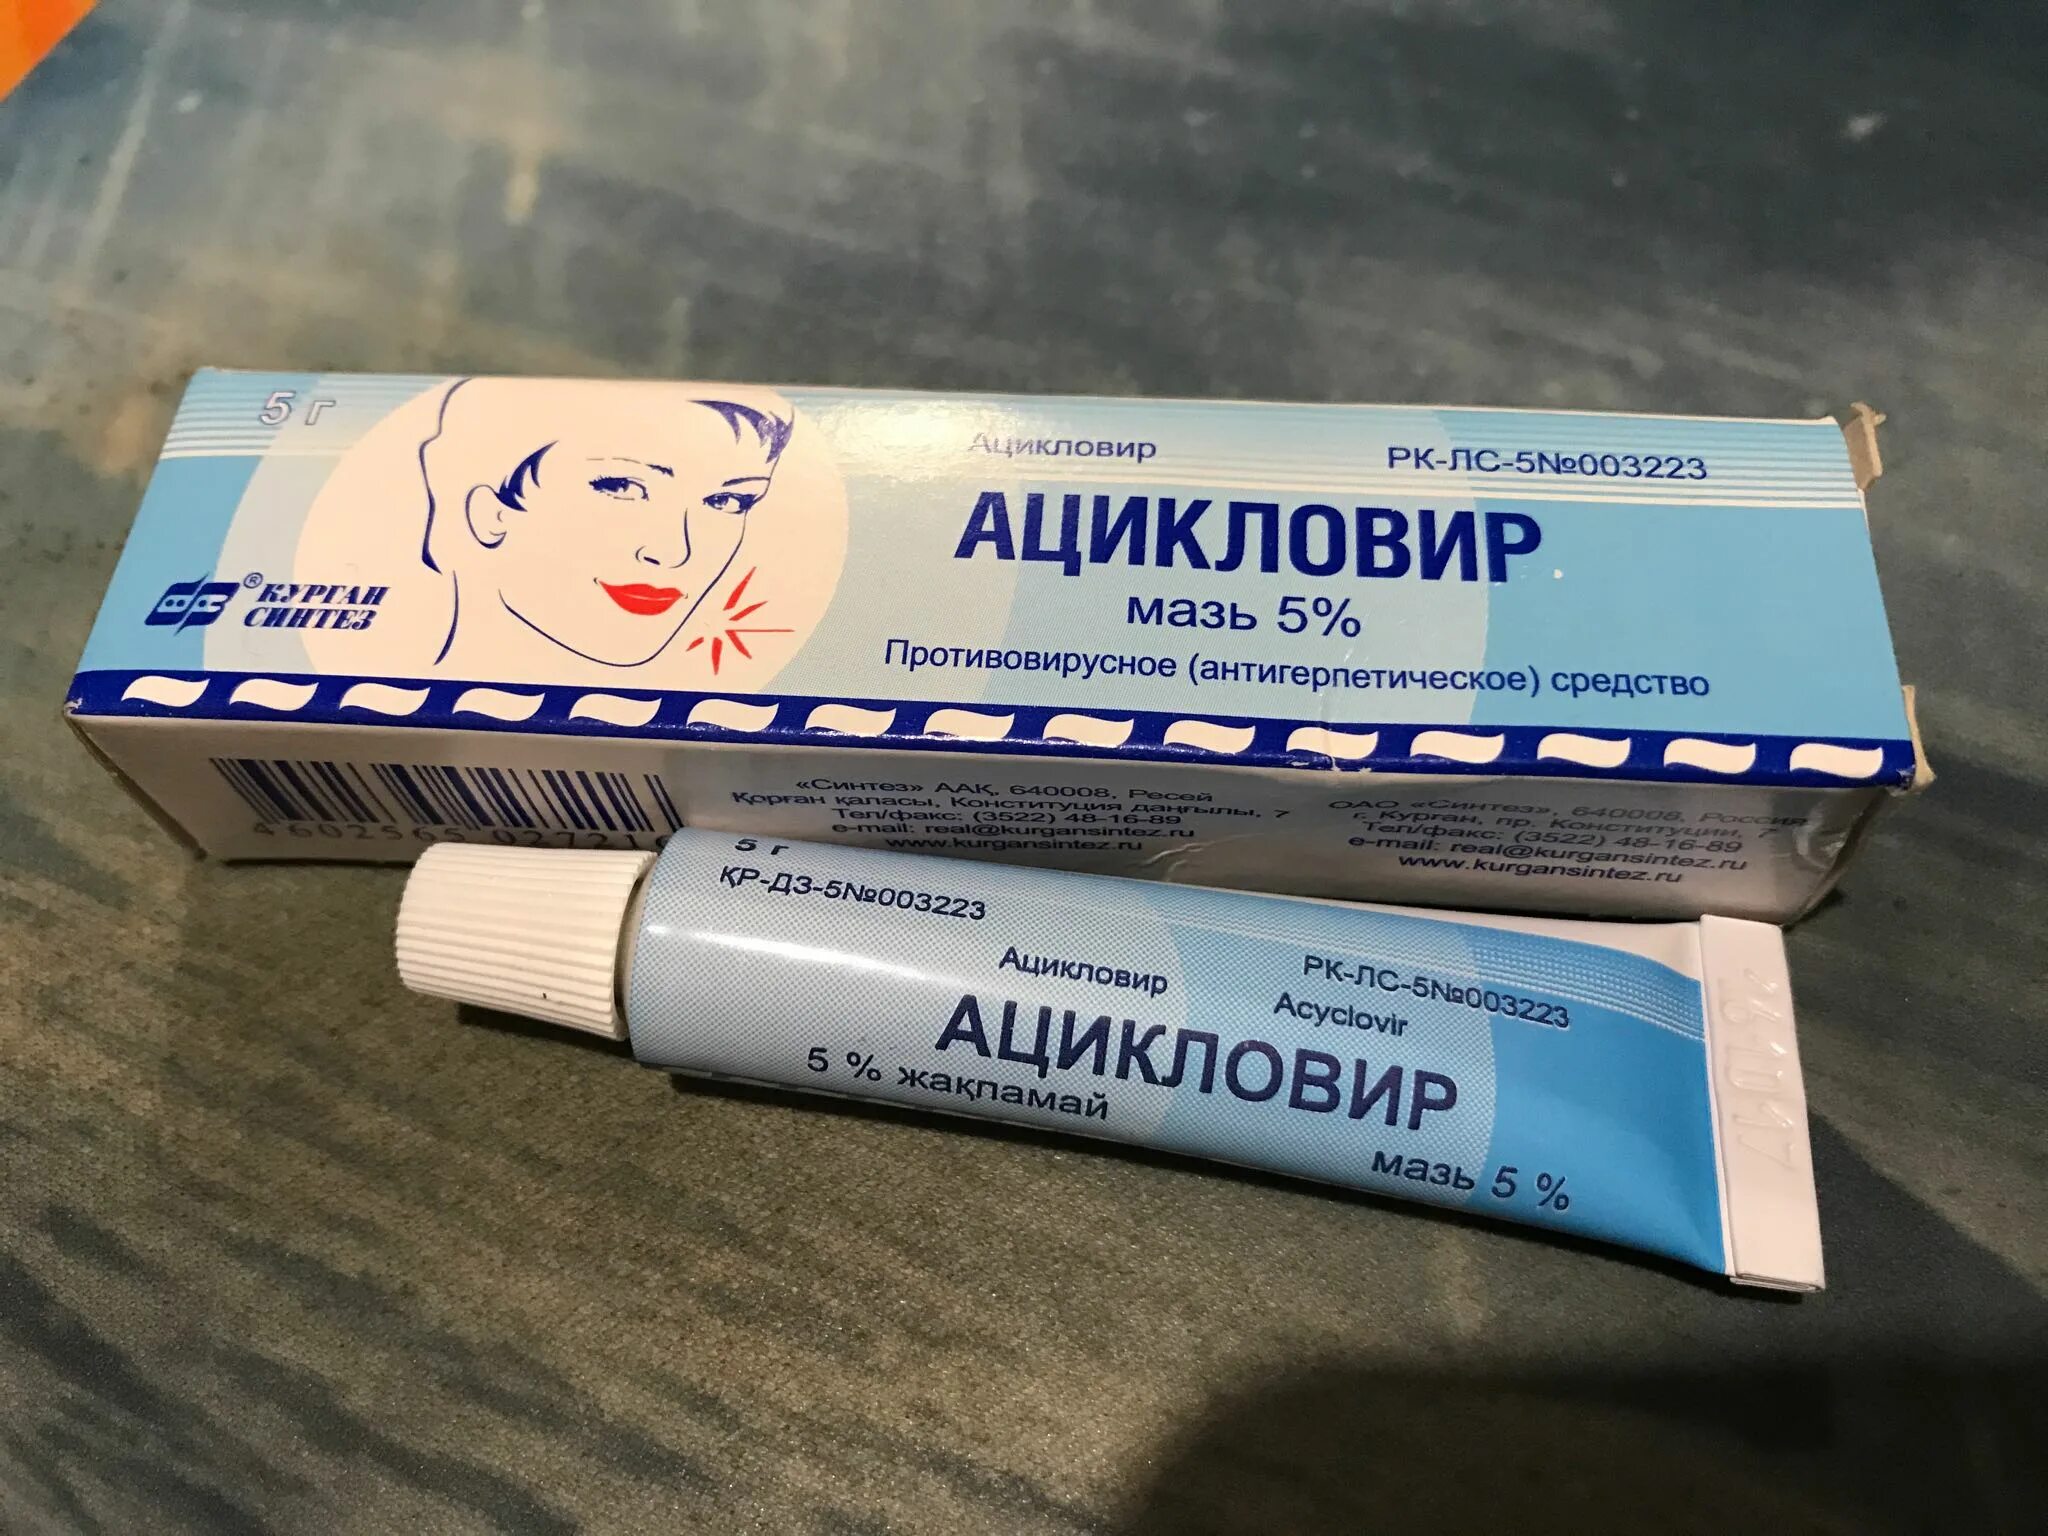 5 г
Ацикловир
РК-ЛС-5№003223
АЦИКЛОВИР
мазь 5%
Противовирусное (антигерпетическое) средство
® КУРГАН
СИНТЕЗ
4602565 02721
«Синтез» ААҚ, 640008, Ресей
Қорған қаласы, Конституция даңғылы, 7
Тел/факс: (3522) 48-16-89
e-mail: real@kurgansintez.ru
www.kurgansintez.ru
ОАО «Синтез», 640008, Россия
г. Курган, пр. Конституции, 7
Тел/факс: (3522) 48-16-89
e-mail: real@kurgansintez.ru
www.kurgansintez.ru
5 г
ҚР-ДЗ-5№003223
Ацикловир
РК-ЛС-5№003223
Acyclovir
АЦИКЛОВИР
5 % жақпамай
мазь 5 %